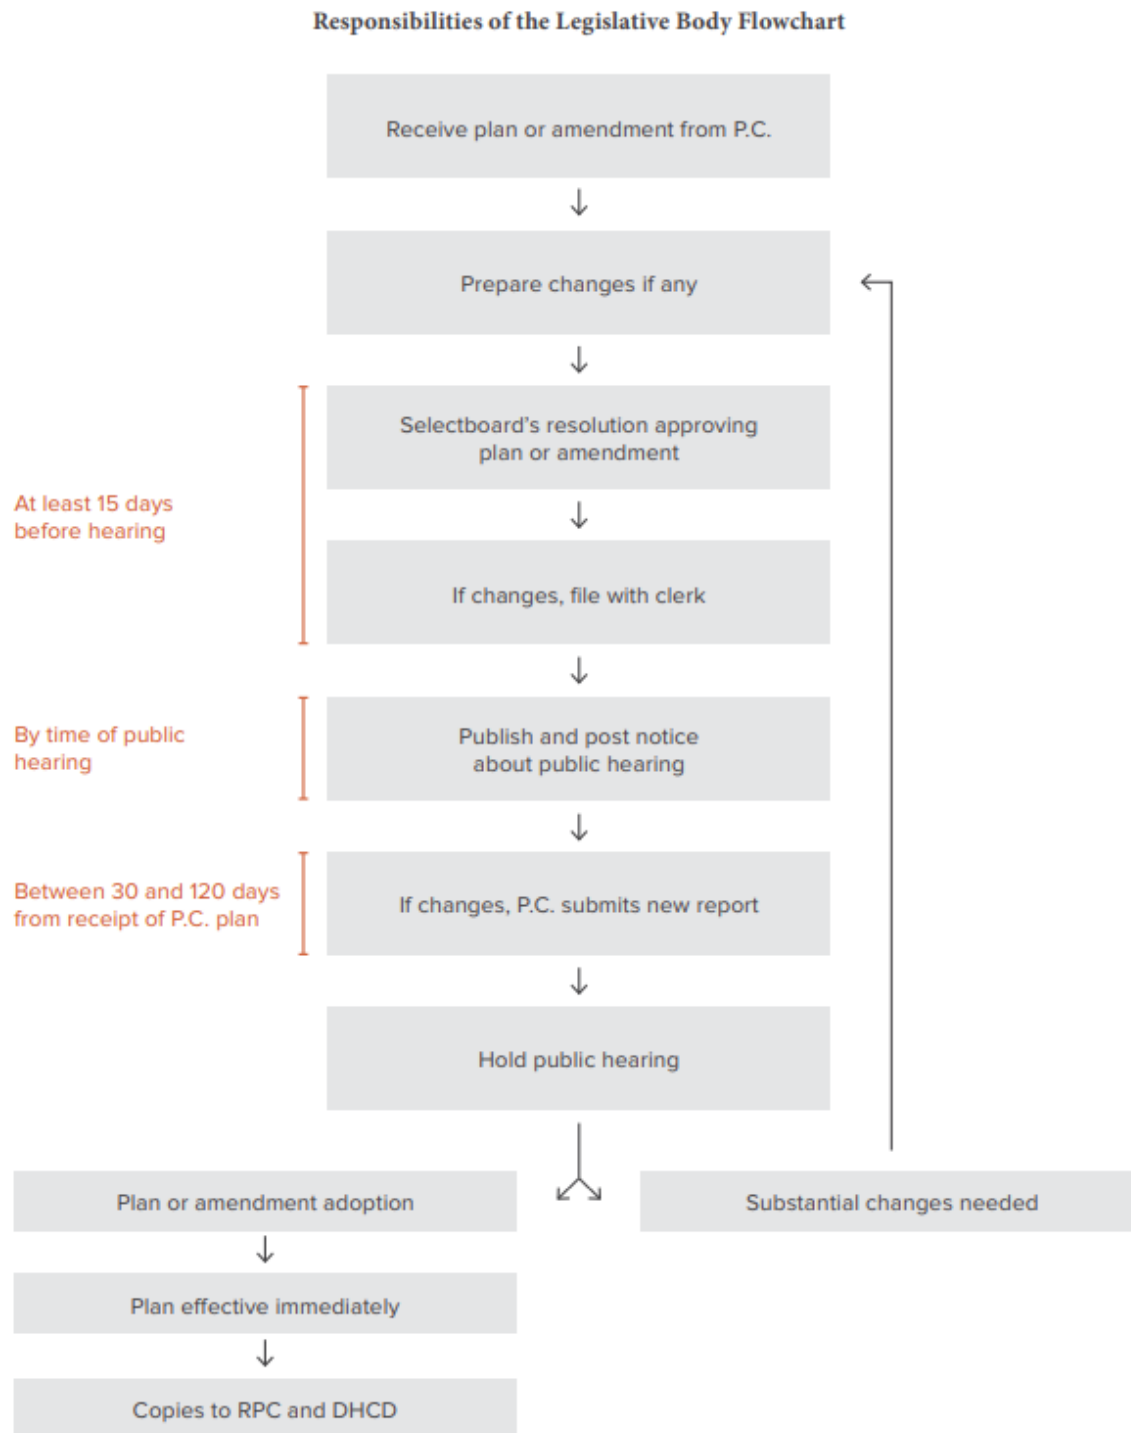 Responsibilities of the Legislative Body Flowchart
Receive plan or amendment from P.C.
Prepare changes if any
Selectboard’s resolution approving
plan or amendment
At least 15 days
before hearing
If changes, file with clerk
By time of public
hearing
Publish and post notice
about public hearing
Between 30 and 120 days
from receipt of P.C. plan
If changes, P.C. submits new report
Hold public hearing
Plan or amendment adoption
Substantial changes needed
Plan effective immediately
Copies to RPC and DHCD